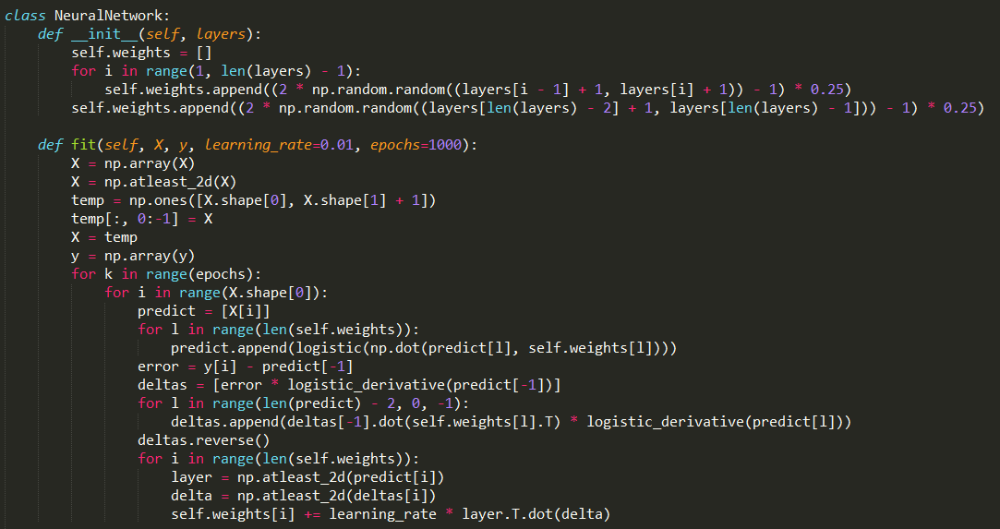 class NeuralNetwork:
    def __init__(self, layers):
        self.weights = []
        for i in range(1, len(layers) - 1):
            self.weights.append((2 * np.random.random((layers[i - 1] + 1, layers[i] + 1)) - 1) * 0.25)
        self.weights.append((2 * np.random.random((layers[len(layers) - 2] + 1, layers[len(layers) - 1])) - 1) * 0.25)

    def fit(self, X, y, learning_rate=0.01, epochs=1000):
        X = np.array(X)
        X = np.atleast_2d(X)
        temp = np.ones([X.shape[0], X.shape[1] + 1])
        temp[:, 0:-1] = X
        X = temp
        y = np.array(y)
        for k in range(epochs):
            for i in range(X.shape[0]):
                predict = [X[i]]
                for l in range(len(self.weights)):
                    predict.append(logistic(np.dot(predict[l], self.weights[l])))
                error = y[i] - predict[-1]
                deltas = [error * logistic_derivative(predict[-1])]
                for l in range(len(predict) - 2, 0, -1):
                    deltas.append(deltas[-1].dot(self.weights[l].T) * logistic_derivative(predict[l]))
                deltas.reverse()
                for i in range(len(self.weights)):
                    layer = np.atleast_2d(predict[i])
                    delta = np.atleast_2d(deltas[i])
                    self.weights[i] += learning_rate * layer.T.dot(delta)